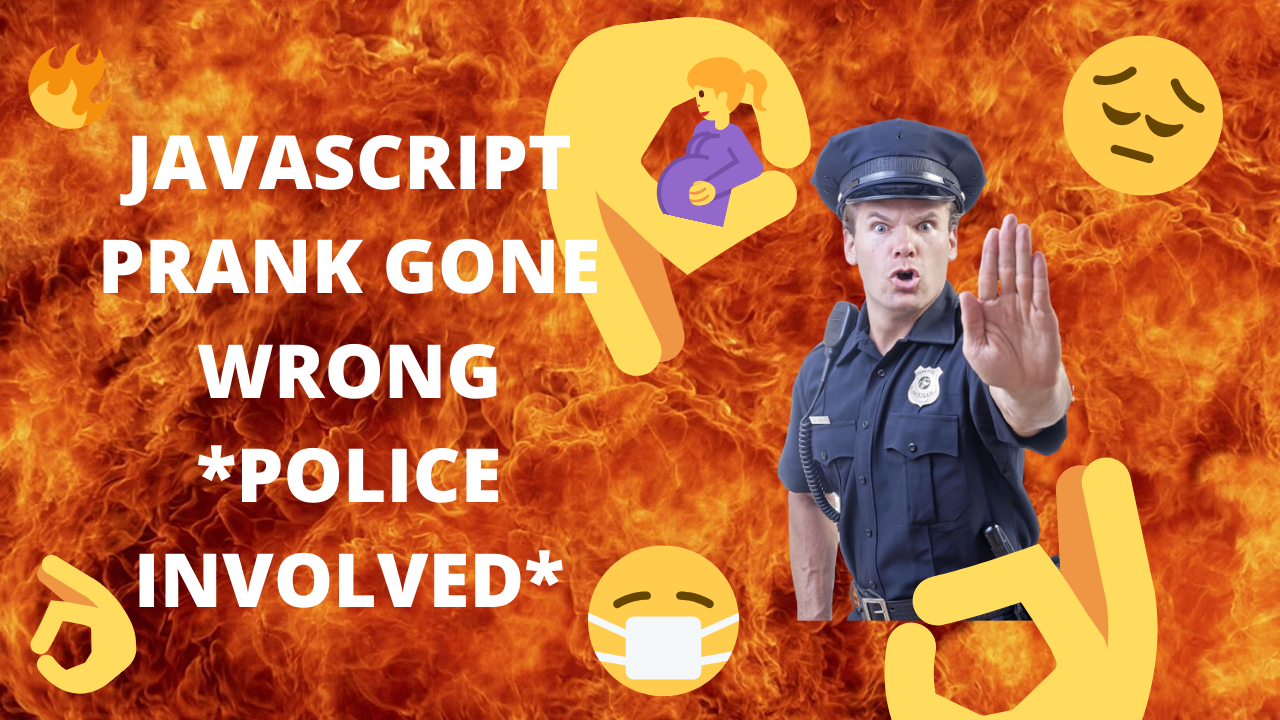 JAVASCRIPT
PRANK GONE
WRONG
*POLICE
INVOLVED*